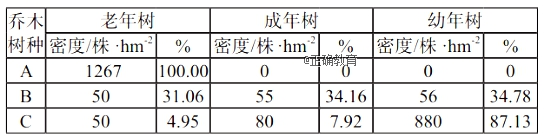 乔木树种 老年树 成年树 幼年树
密度/株·hm⁻² % 密度/株·hm⁻² % 密度/株·hm⁻² %
A 1267 100.00 0 0 0 0
B 50 31.06 55 34.16 56 34.78
C 50 4.95 80 7.92 880 87.13
@正确教育